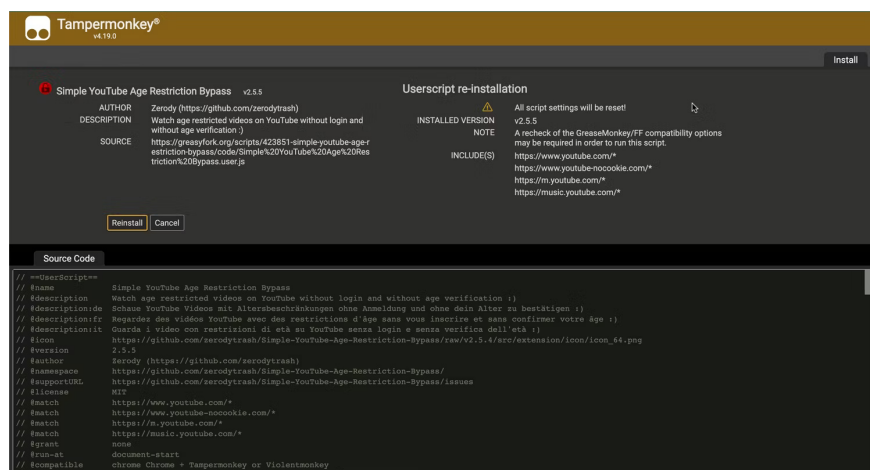 Tampermonkey®
v4.19.0
Install
18
Simple YouTube Age Restriction Bypass v2.5.5
AUTHOR Zerody (https://github.com/zerodytrash)
DESCRIPTION Watch age restricted videos on YouTube without login and
without age verification :)
SOURCE https://greasyfork.org/scripts/423851-simple-youtube-age-r
estriction-bypass/code/Simple%20YouTube%20Age%20Res
triction%20Bypass.user.js
Userscript re-installation
All script settings will be reset!
INSTALLED VERSION v2.5.5
NOTE A recheck of the GreaseMonkey/FF compatibility options
may be required in order to run this script.
INCLUDE(S) https://www.youtube.com/*
https://www.youtube-nocookie.com/*
https://m.youtube.com/*
https://music.youtube.com/*
Reinstall Cancel
Source Code
// ==UserScript==
// @name Simple YouTube Age Restriction Bypass
// @description Watch age restricted videos on YouTube without login and without age verification :)
// @description:de Schaue YouTube Videos mit Altersbeschränkungen ohne Anmeldung und ohne dein Alter zu bestätigen :)
// @description:fr Regardez des vidéos YouTube avec des restrictions d'âge sans vous inscrire et sans confirmer votre âge :)
// @description:it Guarda i video con restrizioni di età su YouTube senza login e senza verifica dell'età :)
// @icon https://github.com/zerodytrash/Simple-YouTube-Age-Restriction-Bypass/raw/v2.5.4/src/extension/icon/icon_64.png
// @version 2.5.5
// @author Zerody (https://github.com/zerodytrash)
// @namespace https://github.com/zerodytrash/Simple-YouTube-Age-Restriction-Bypass/
// @supportURL https://github.com/zerodytrash/Simple-YouTube-Age-Restriction-Bypass/issues
// @license MIT
// @match https://www.youtube.com/*
// @match https://www.youtube-nocookie.com/*
// @match https://m.youtube.com/*
// @match https://music.youtube.com/*
// @grant none
// @run-at document-start
// @compatible chrome Chrome + Tampermonkey or Violentmonkey